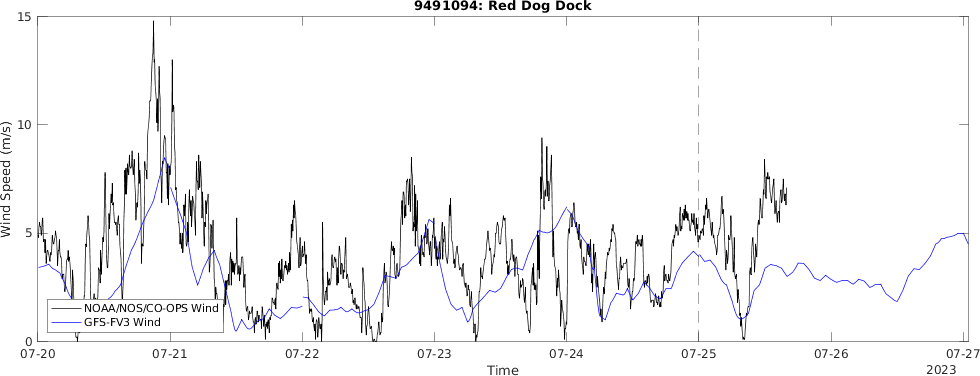 9491094: Red Dog Dock
15
10
5
0
Wind Speed (m/s)
NOAA/NOS/CO-OPS Wind
GFS-FV3 Wind
07-20 07-21 07-22 07-23 07-24 07-25 07-26 07-27
Time
2023